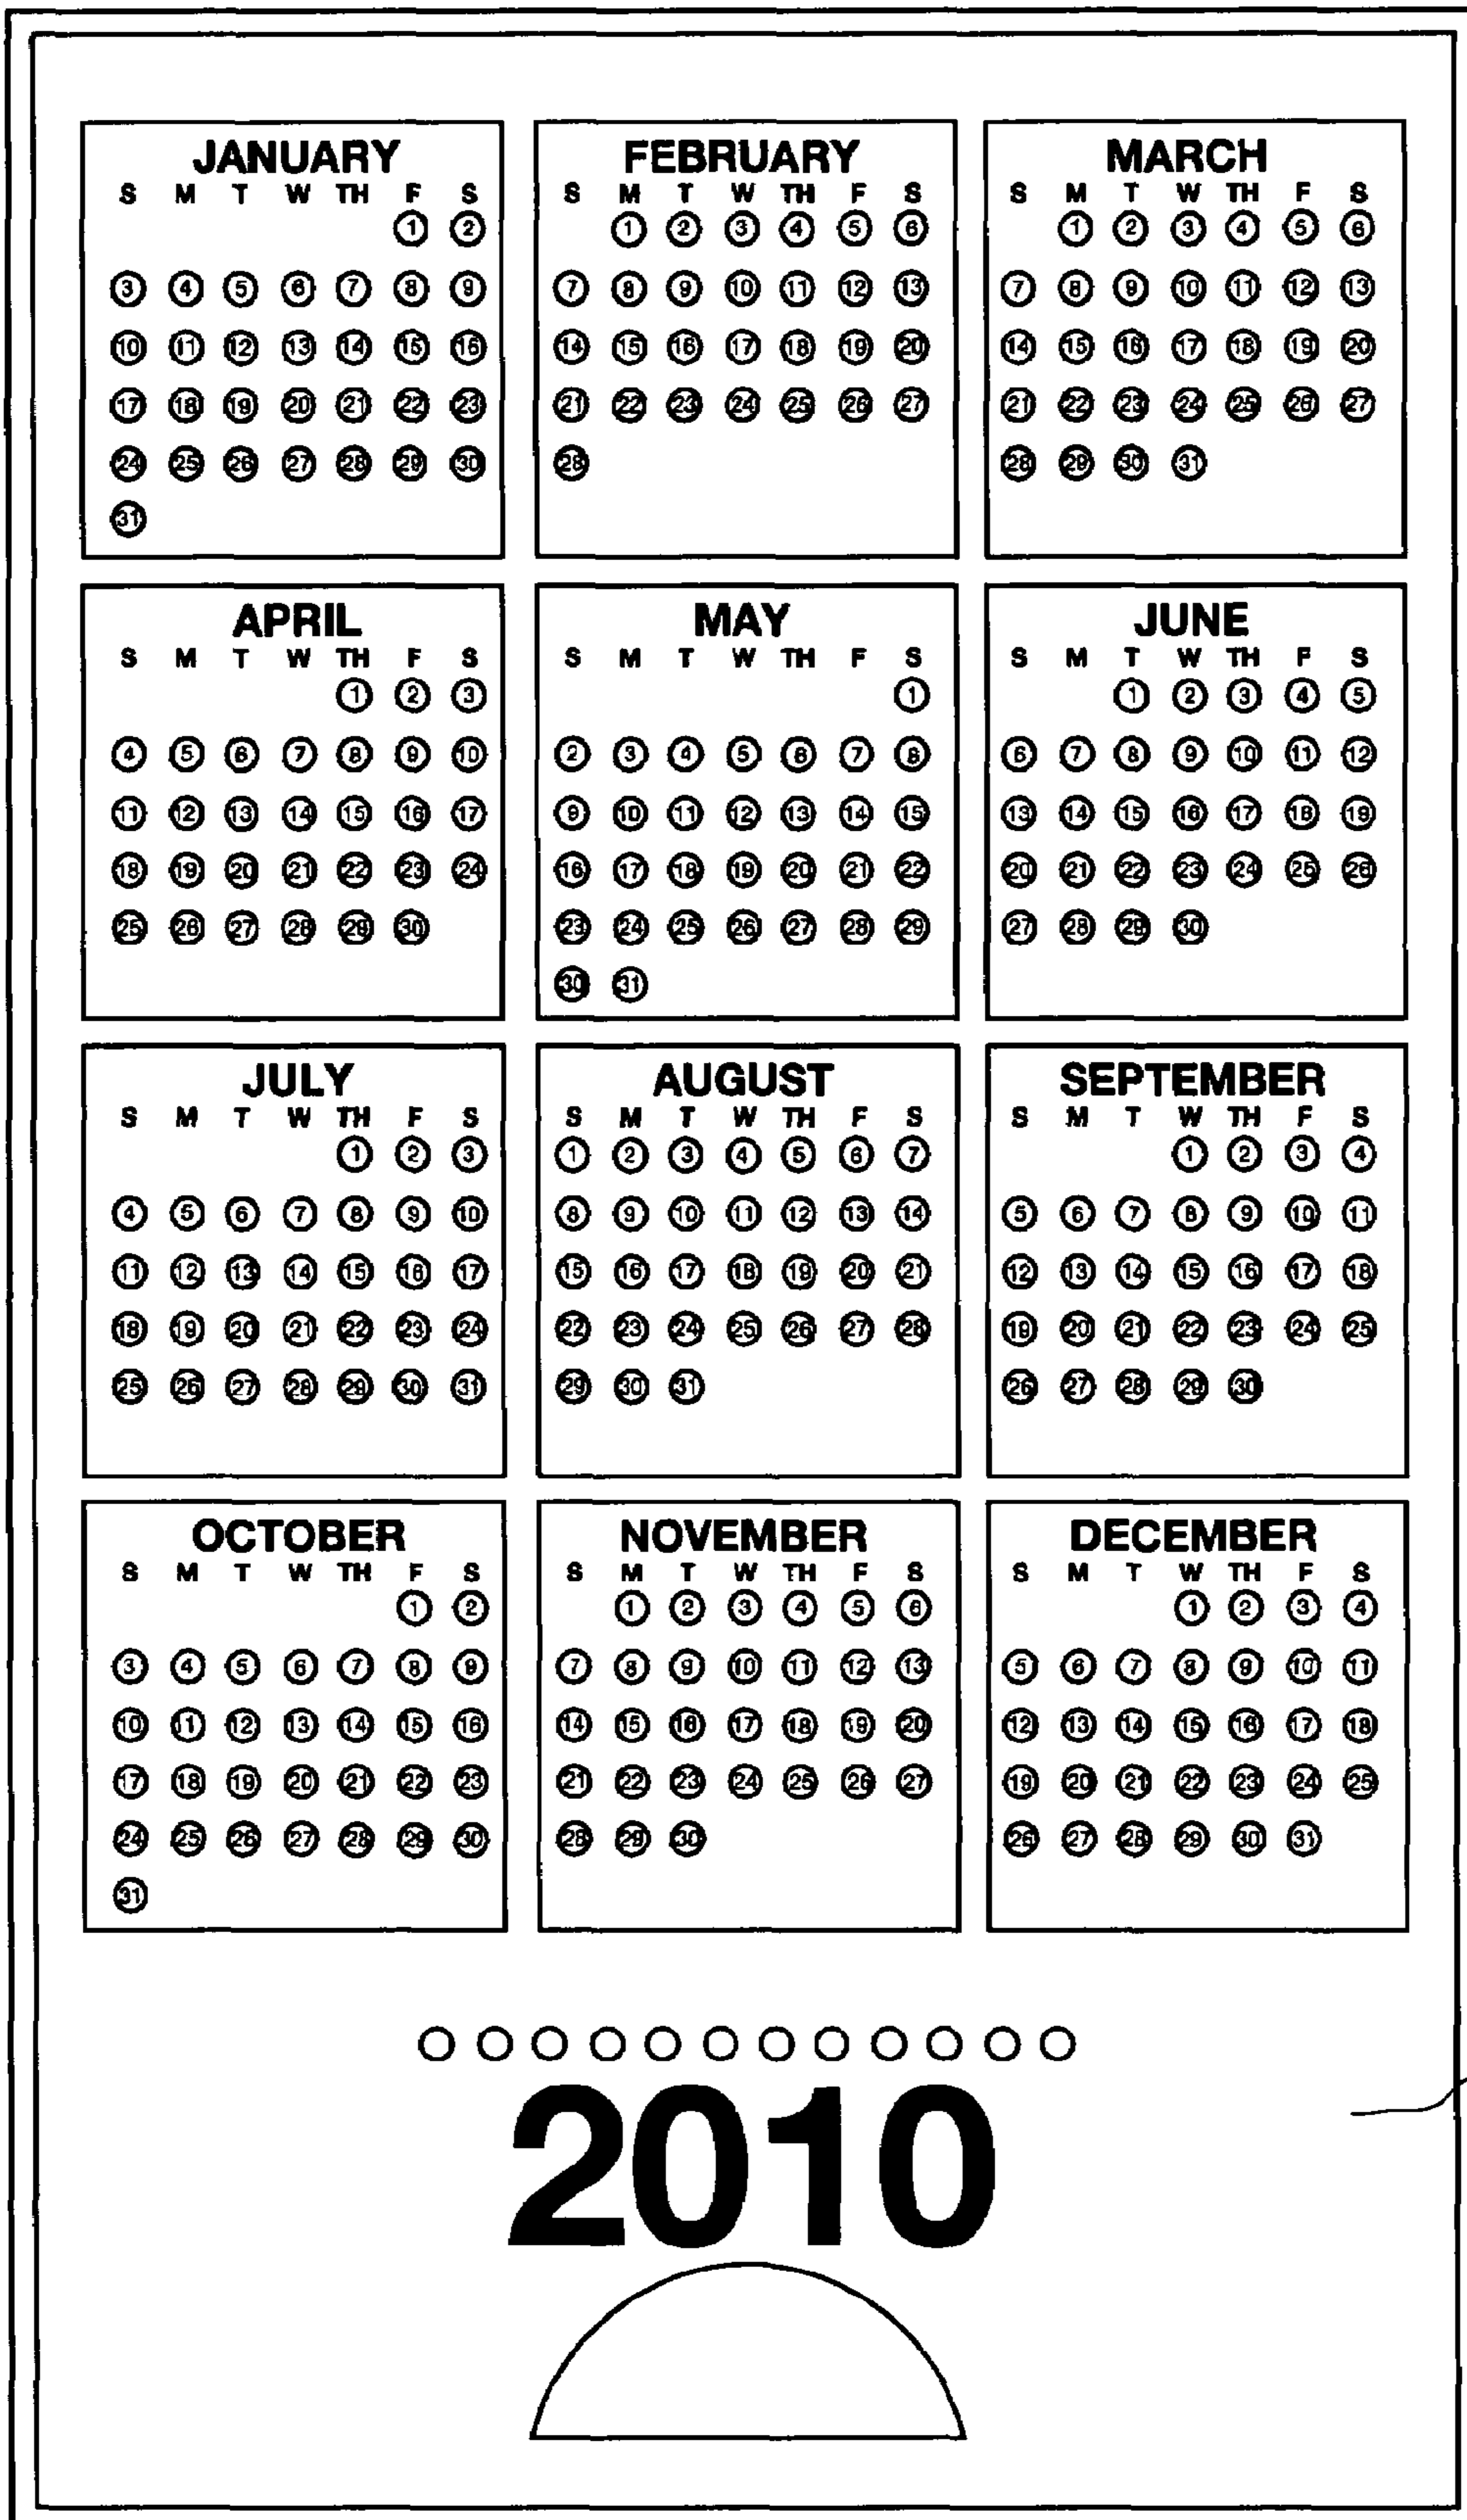 JANUARY
S M T W TH F S
1 2
3 4 5 6 7 8 9
10 11 12 13 14 15 16
17 18 19 20 21 22 23
24 25 26 27 28 29 30
31
FEBRUARY
S M T W TH F S
1 2 3 4 5 6
7 8 9 10 11 12 13
14 15 16 17 18 19 20
21 22 23 24 25 26 27
28
MARCH
S M T W TH F S
1 2 3 4 5 6
7 8 9 10 11 12 13
14 15 16 17 18 19 20
21 22 23 24 25 26 27
28 29 30 31
APRIL
S M T W TH F S
1 2 3
4 5 6 7 8 9 10
11 12 13 14 15 16 17
18 19 20 21 22 23 24
25 26 27 28 29 30
MAY
S M T W TH F S
1
2 3 4 5 6 7 8
9 10 11 12 13 14 15
16 17 18 19 20 21 22
23 24 25 26 27 28 29
30 31
JUNE
S M T W TH F S
1 2 3 4 5
6 7 8 9 10 11 12
13 14 15 16 17 18 19
20 21 22 23 24 25 26
27 28 29 30
JULY
S M T W TH F S
1 2 3
4 5 6 7 8 9 10
11 12 13 14 15 16 17
18 19 20 21 22 23 24
25 26 27 28 29 30 31
AUGUST
S M T W TH F S
1 2 3 4 5 6 7
8 9 10 11 12 13 14
15 16 17 18 19 20 21
22 23 24 25 26 27 28
29 30 31
SEPTEMBER
S M T W TH F S
1 2 3 4
5 6 7 8 9 10 11
12 13 14 15 16 17 18
19 20 21 22 23 24 25
26 27 28 29 30
OCTOBER
S M T W TH F S
1 2
3 4 5 6 7 8 9
10 11 12 13 14 15 16
17 18 19 20 21 22 23
24 25 26 27 28 29 30
31
NOVEMBER
S M T W TH F S
1 2 3 4 5 6
7 8 9 10 11 12 13
14 15 16 17 18 19 20
21 22 23 24 25 26 27
28 29 30
DECEMBER
S M T W TH F S
1 2 3 4
5 6 7 8 9 10 11
12 13 14 15 16 17 18
19 20 21 22 23 24 25
26 27 28 29 30 31
2010